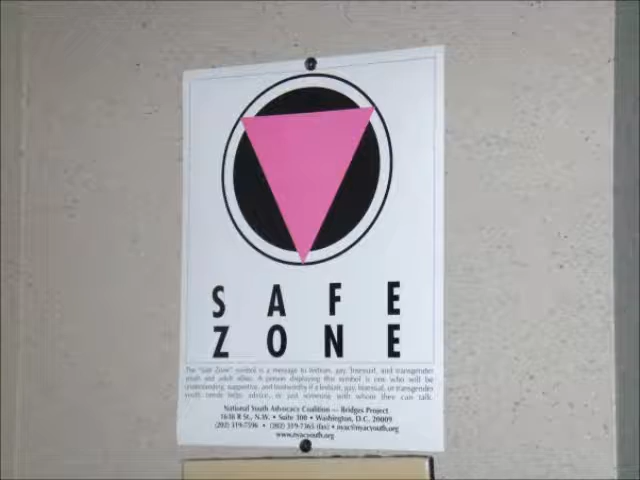 SAFE
ZONE
The "Safe Zone" symbol is a message to lesbian, gay, bisexual, and transgender
youth and adult allies. A person displaying this symbol is one who will be
understanding, supportive, and trustworthy if a lesbian, gay, bisexual, or transgender
youth needs help, advice, or just someone with whom they can talk.
National Youth Advocacy Coalition — Bridges Project
1638 R St., N.W. • Suite 300 • Washington, D.C. 20009
(202) 319-7596 • (202) 319-7365 (fax) • nyac@nyacyouth.org
www.nyacyouth.org